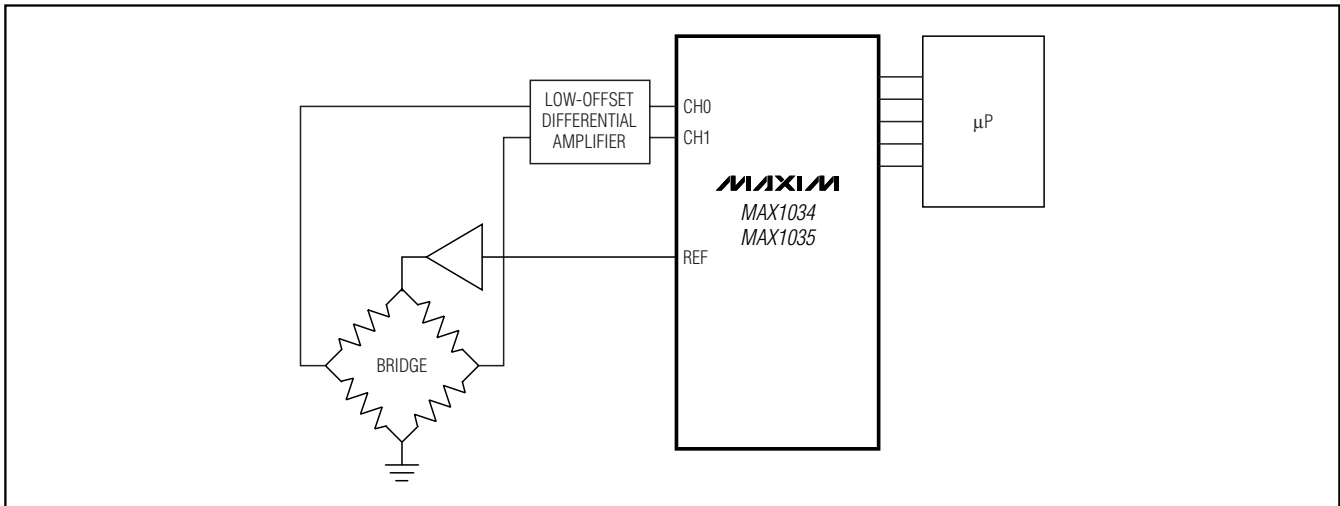 LOW-OFFSET
DIFFERENTIAL
AMPLIFIER
CH0
CH1
MAXIM
MAX1034
MAX1035
REF
µP
BRIDGE